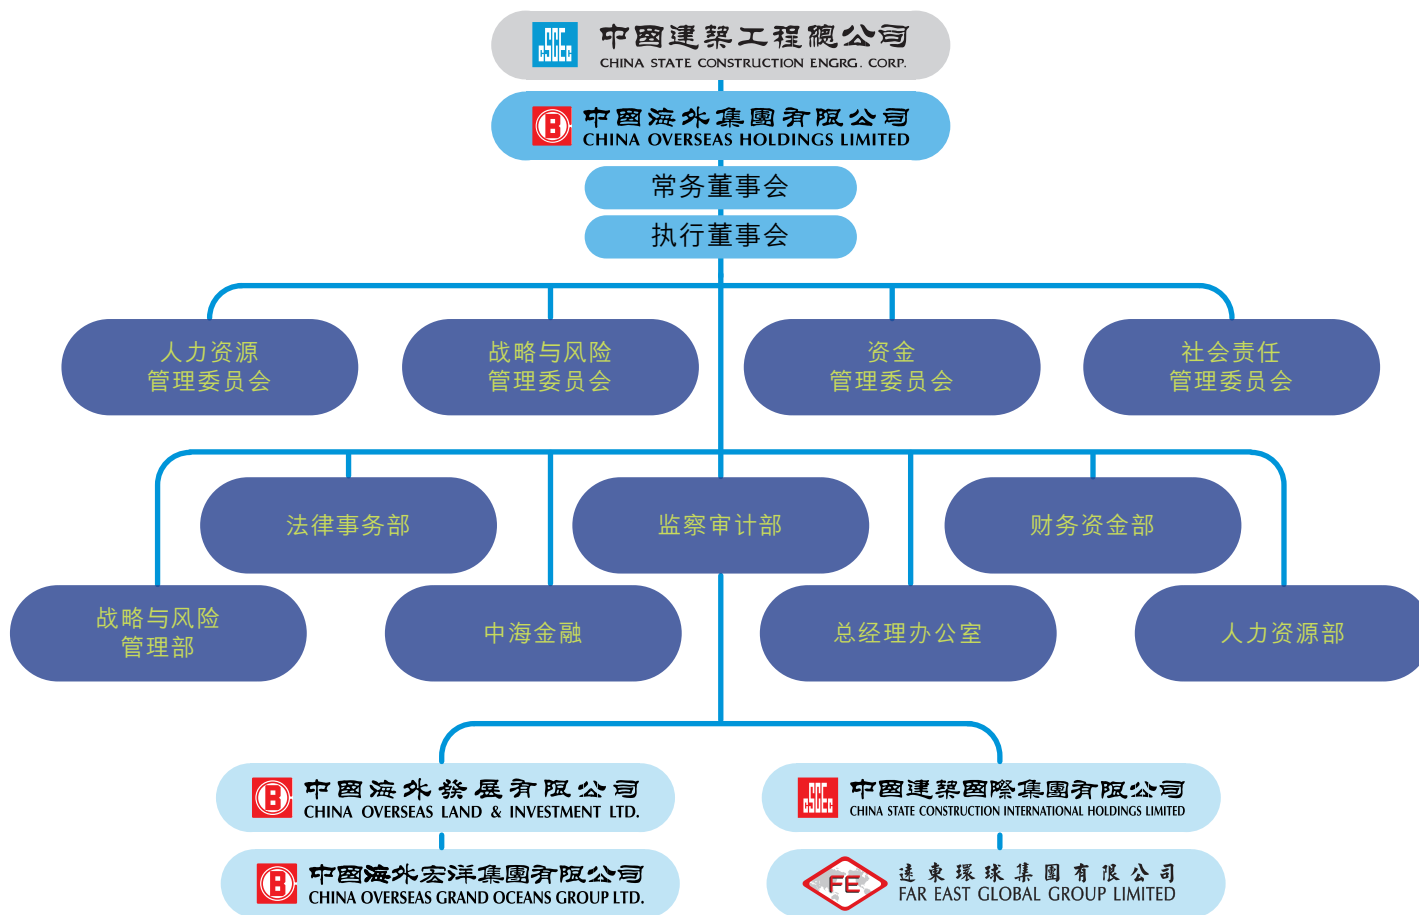 CSCEC
中國建築工程總公司
CHINA STATE CONSTRUCTION ENGRG. CORP.
中國海外集團有限公司
CHINA OVERSEAS HOLDINGS LIMITED
常务董事会
执行董事会
人力资源
管理委员会
战略与风险
管理委员会
资金
管理委员会
社会责任
管理委员会
法律事务部
监察审计部
财务资金部
战略与风险
管理部
中海金融
总经理办公室
人力资源部
中國海外發展有限公司
CHINA OVERSEAS LAND & INVESTMENT LTD.
CSCEC
中國建築國際集團有限公司
CHINA STATE CONSTRUCTION INTERNATIONAL HOLDINGS LIMITED
中國海外宏洋集團有限公司
CHINA OVERSEAS GRAND OCEANS GROUP LTD.
FE
遠東環球集團有限公司
FAR EAST GLOBAL GROUP LIMITED